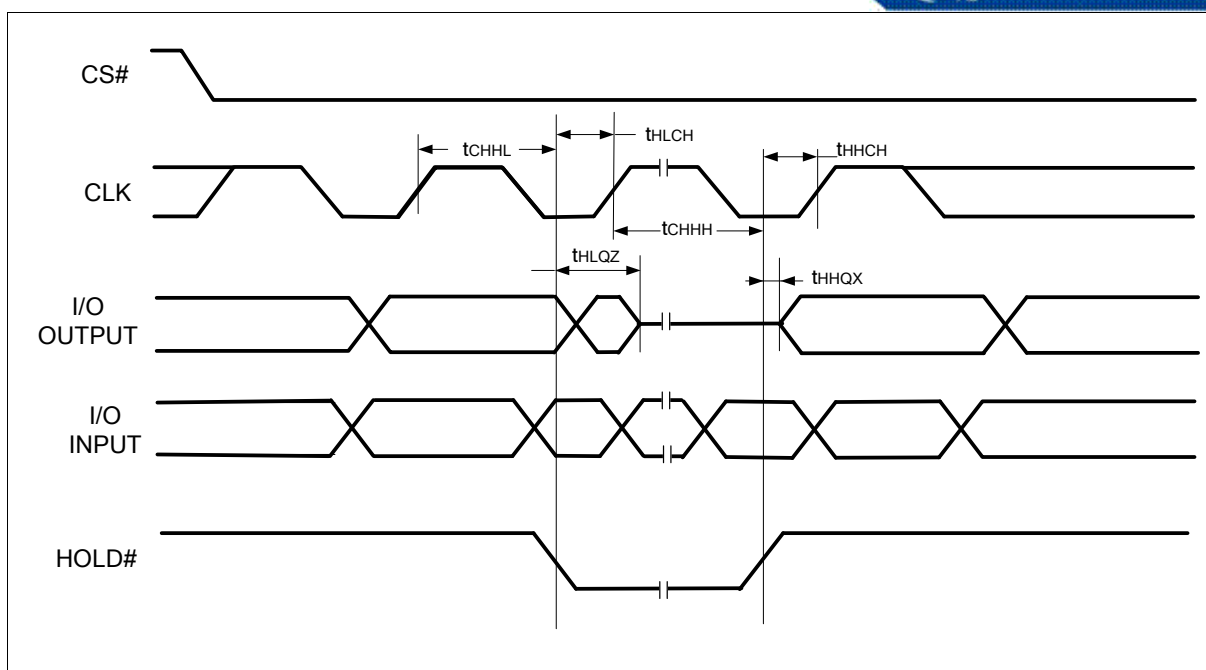 CS#
tCHHL
tHLCH
tHHCH
CLK
tCHHH
tHLQZ
tHHQX
I/O
OUTPUT
I/O
INPUT
HOLD#